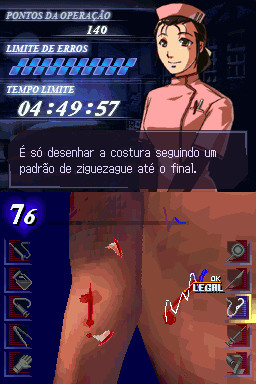 PONTOS DA OPERAÇÃO
140
LIMITE DE ERROS
TEMPO LIMITE
04:49:57
É só desenhar a costura seguindo um
padrão de ziguezague até o final.
76
OK
LEGAL